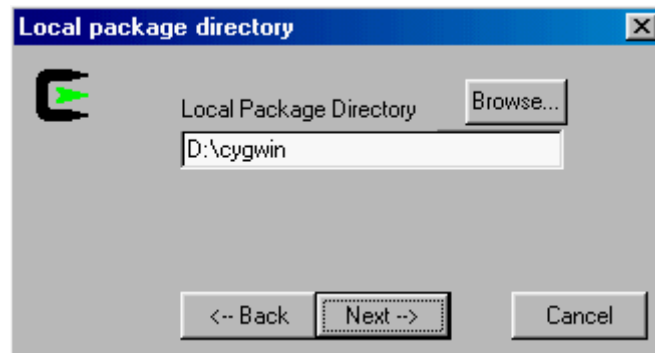 Local package directory
Browse...
Local Package Directory
D:\cygwin
<-- Back
Next -->
Cancel